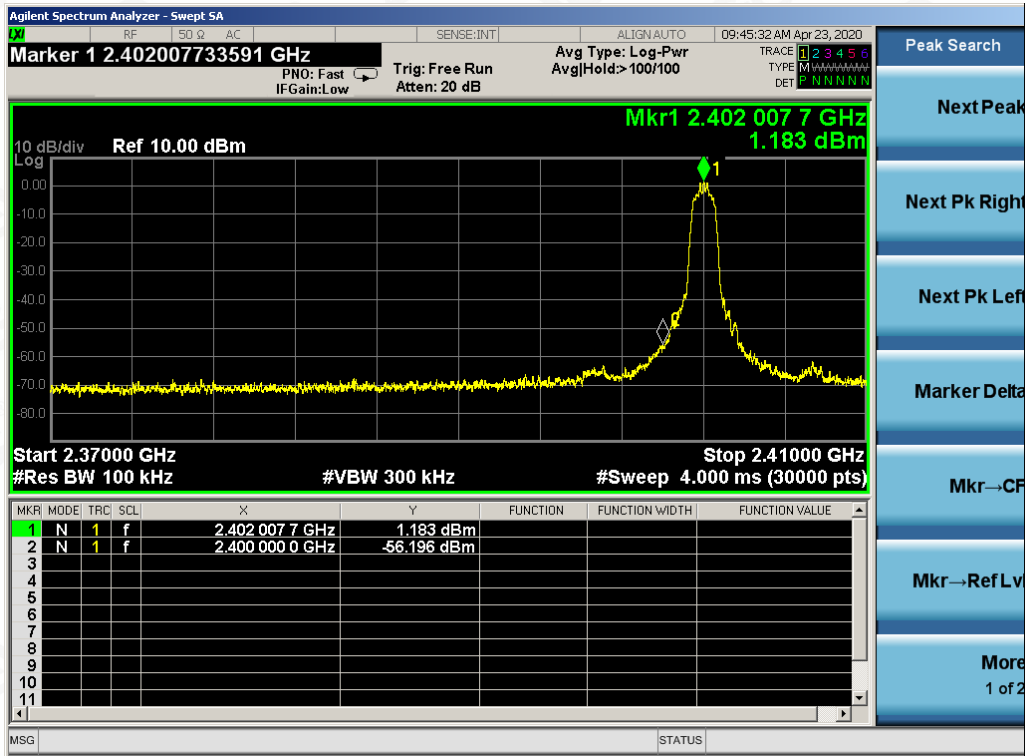 Agilent Spectrum Analyzer - Swept SA
LXI RF 50 Ω AC SENSE:INT ALIGN AUTO 09:45:32 AM Apr 23, 2020
Marker 1 2.402007733591 GHz
PNO: Fast
IFGain:Low
Trig: Free Run
Atten: 20 dB
Avg Type: Log-Pwr
Avg|Hold:>100/100
TRACE 1 2 3 4 5 6
TYPE M WWWWW
DET P N N N N N
Mkr1 2.402 007 7 GHz
1.183 dBm
10 dB/div Ref 10.00 dBm
Log
1
0.00
-10.0
-20.0
-30.0
-40.0
-50.0
-60.0
-70.0
-80.0
Start 2.37000 GHz Stop 2.41000 GHz
#Res BW 100 kHz #VBW 300 kHz #Sweep 4.000 ms (30000 pts)
MKR MODE TRC SCL X Y FUNCTION FUNCTION WIDTH FUNCTION VALUE
1 N 1 f 2.402 007 7 GHz 1.183 dBm
2 N 1 f 2.400 000 0 GHz -56.196 dBm
3
4
5
6
7
8
9
10
11
MSG STATUS
Peak Search
Next Peak
Next Pk Right
Next Pk Left
Marker Delta
Mkr→CF
Mkr→Ref Lvl
More
1 of 2